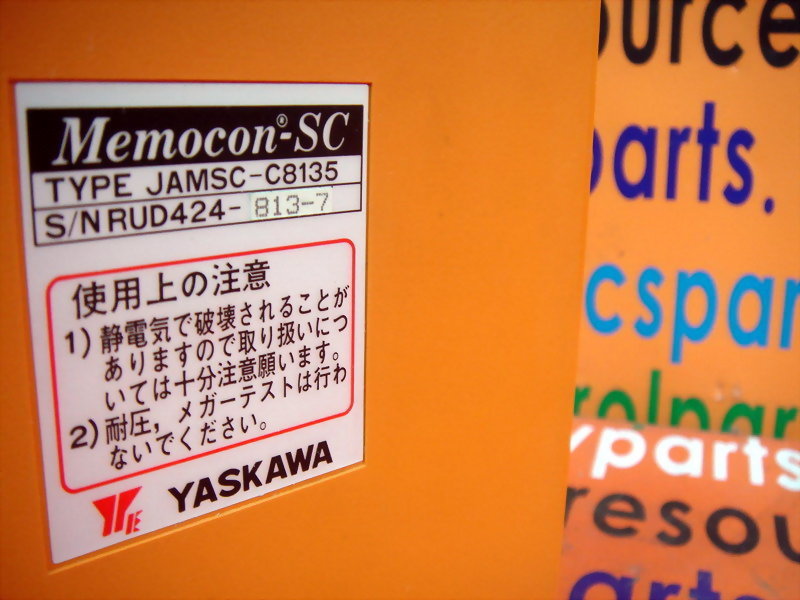 Memocon®-SC
TYPE JAMSC-C8135
S/N RUD424- 813-7
使用上の注意
1) 静電気で破壊されることが
ありますので取り扱いにつ
いては十分注意願います。
2) 耐圧，メガーテストは行わ
ないでください。
YASKAWA
ource
parts.
cspar
rolpar
yparts
resou
arts